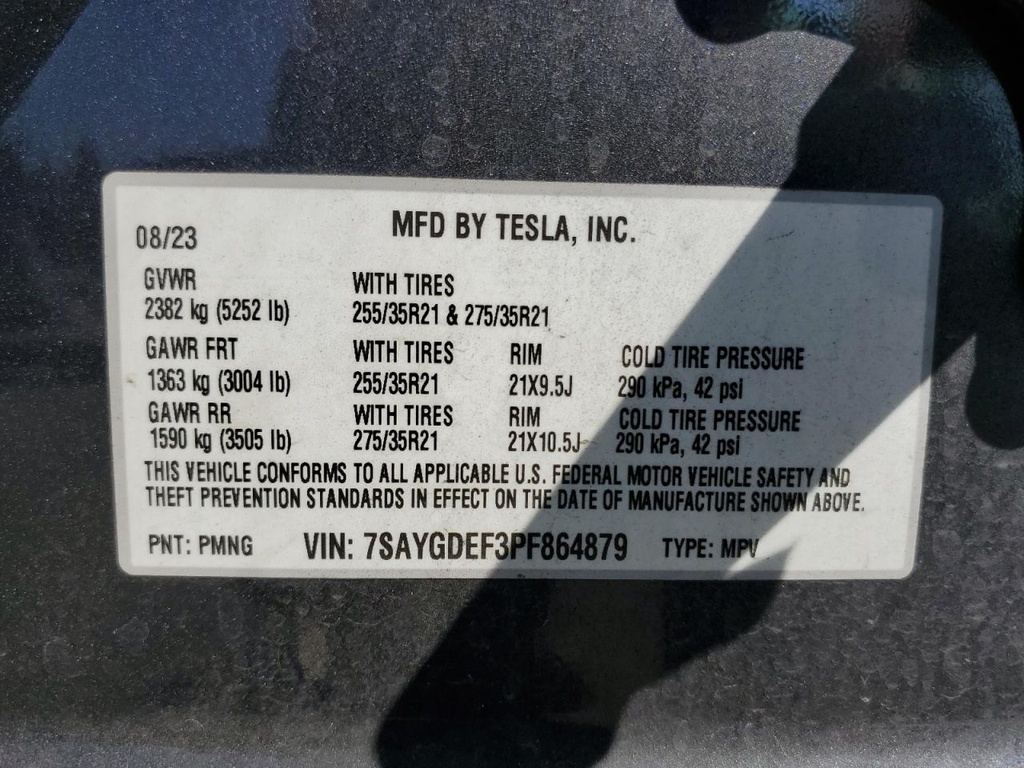 MFD BY TESLA, INC.
08/23
GVWR WITH TIRES
2382 kg (5252 lb) 255/35R21 & 275/35R21
GAWR FRT WITH TIRES RIM COLD TIRE PRESSURE
1363 kg (3004 lb) 255/35R21 21X9.5J 290 kPa, 42 psi
GAWR RR WITH TIRES RIM COLD TIRE PRESSURE
1590 kg (3505 lb) 275/35R21 21X10.5J 290 kPa, 42 psi
THIS VEHICLE CONFORMS TO ALL APPLICABLE U.S. FEDERAL MOTOR VEHICLE SAFETY AND
THEFT PREVENTION STANDARDS IN EFFECT ON THE DATE OF MANUFACTURE SHOWN ABOVE.
PNT: PMNG VIN: 7SAYGDEF3PF864879 TYPE: MPV